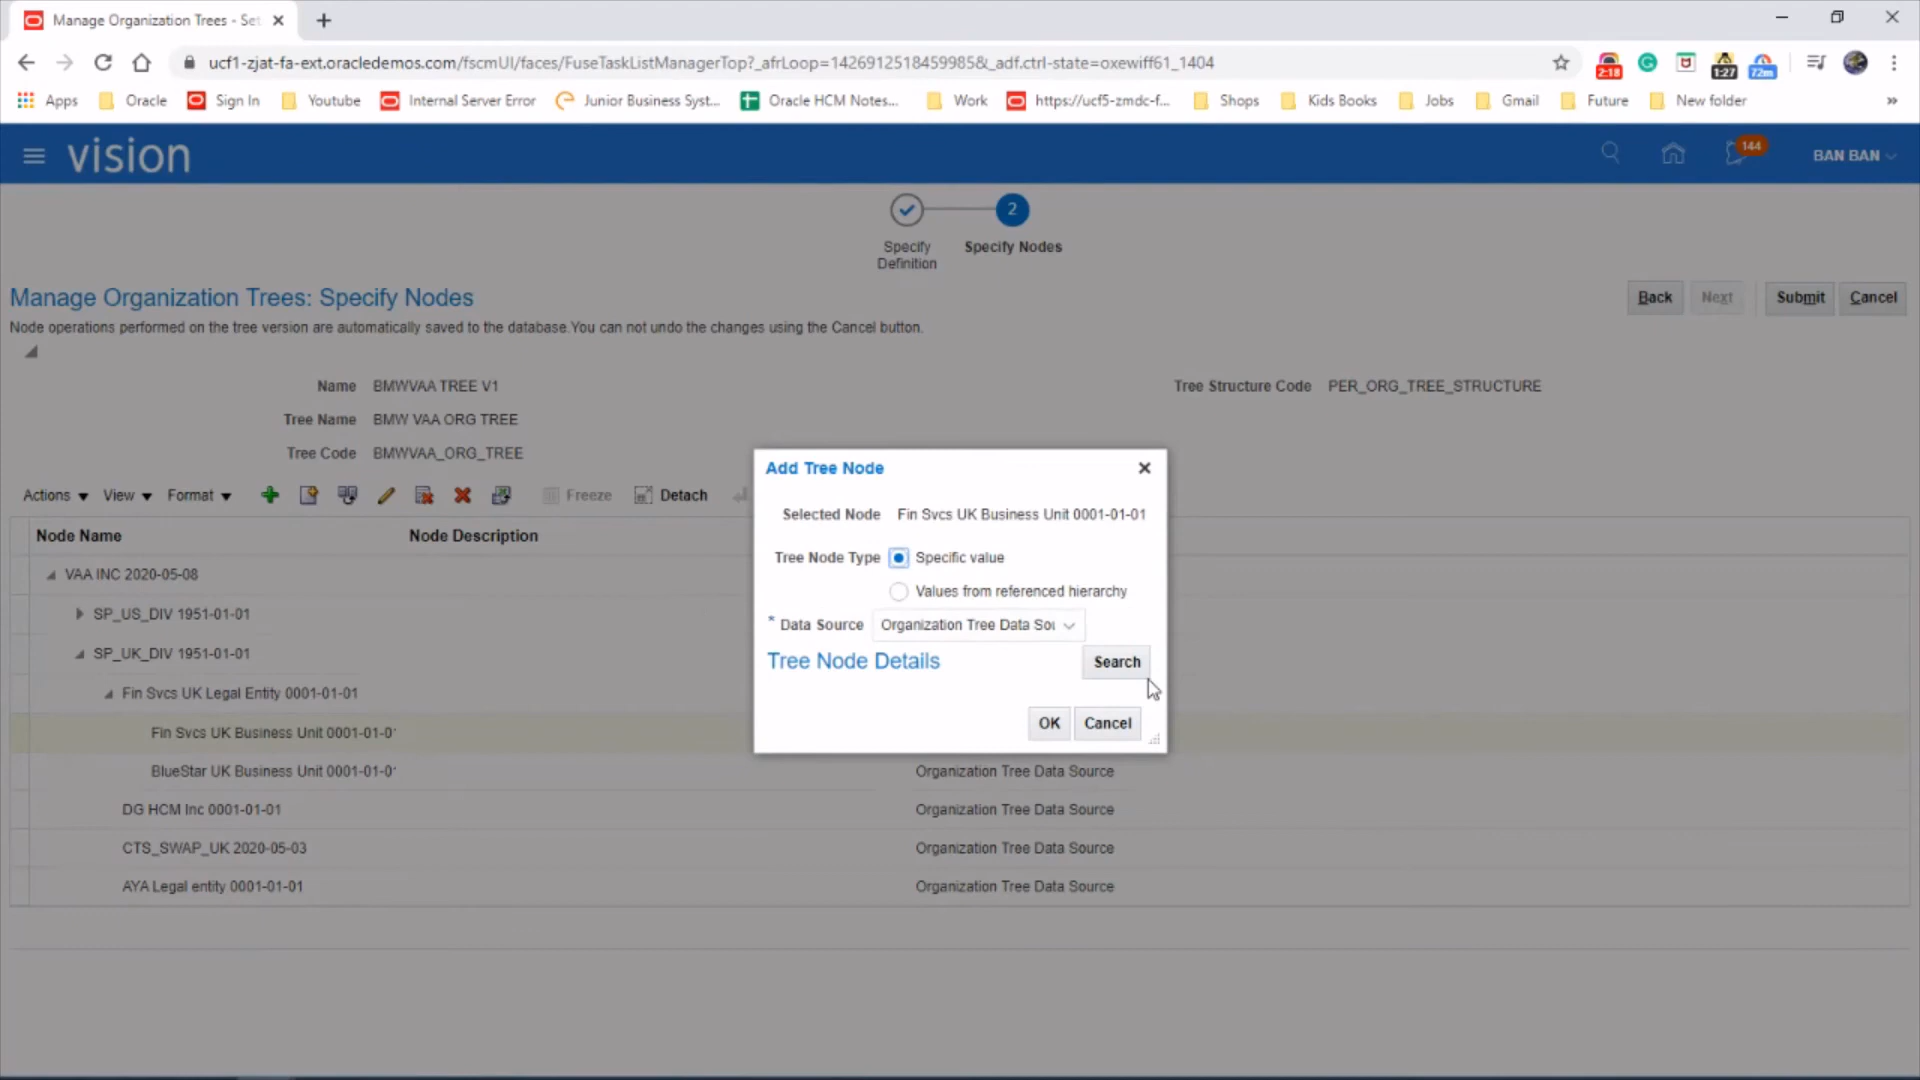 Manage Organization Trees - Set
ucf1-zjat-fa-ext.oracledemos.com/fscmUI/faces/FuseTaskListManagerTop?_afrLoop=142691251845998​5&_adf.ctrl-state=oxewiff61_1404
2:18
1:27
72m
Apps
Oracle
Sign In
Youtube
Internal Server Error
Junior Business Syst...
Oracle HCM Notes...
Work
https://ucf5-zmdc-f...
Shops
Kids Books
Jobs
Gmail
Future
New folder
»
vision
144
BAN BAN
2
Specify Definition
Specify Nodes
Manage Organization Trees: Specify Nodes
Back
Next
Submit
Cancel
Node operations performed on the tree version are automatically saved to the database.You can not undo the changes using the Cancel button.
Name BMWVAA TREE V1
Tree Structure Code PER_ORG_TREE_STRUCTURE
Tree Name BMW VAA ORG TREE
Tree Code BMWVAA_ORG_TREE
Actions
View
Format
Freeze
Detach
Node Name
Node Description
VAA INC 2020-05-08
SP_US_DIV 1951-01-01
SP_UK_DIV 1951-01-01
Fin Svcs UK Legal Entity 0001-01-01
Fin Svcs UK Business Unit 0001-01-0
BlueStar UK Business Unit 0001-01-0
Organization Tree Data Source
DG HCM Inc 0001-01-01
Organization Tree Data Source
CTS_SWAP_UK 2020-05-03
Organization Tree Data Source
AYA Legal entity 0001-01-01
Organization Tree Data Source
Add Tree Node
Selected Node Fin Svcs UK Business Unit 0001-01-01
Tree Node Type Specific value
Values from referenced hierarchy
* Data Source Organization Tree Data Sou
Tree Node Details
Search
OK
Cancel